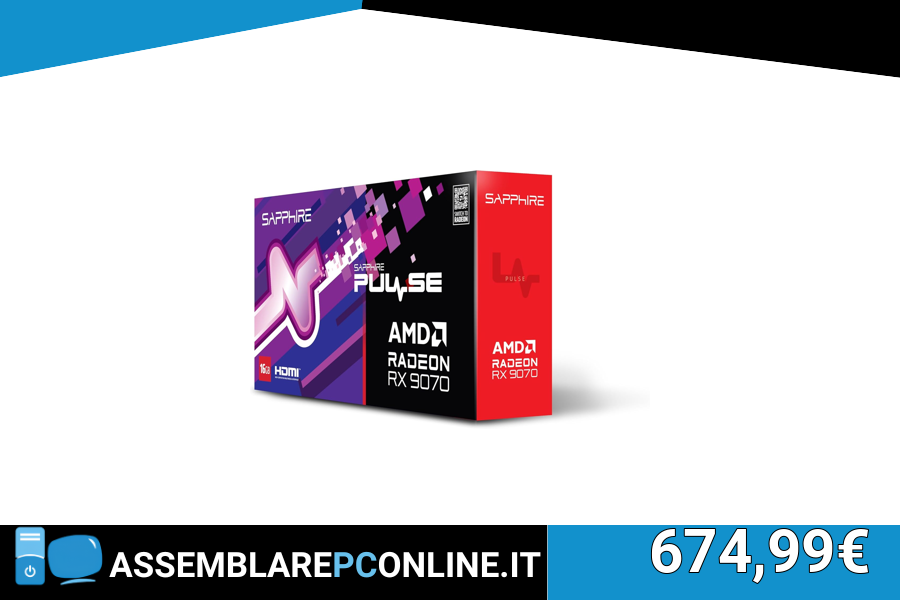 SAPPHIRE
SAPPHIRE
PULSE
AMD
RADEON
RX 9070
16GB
HDMI
SAPPHIRE
PULSE
AMD
RADEON
RX 9070
ASSEMBLAREPCONLINE.IT
674,99€